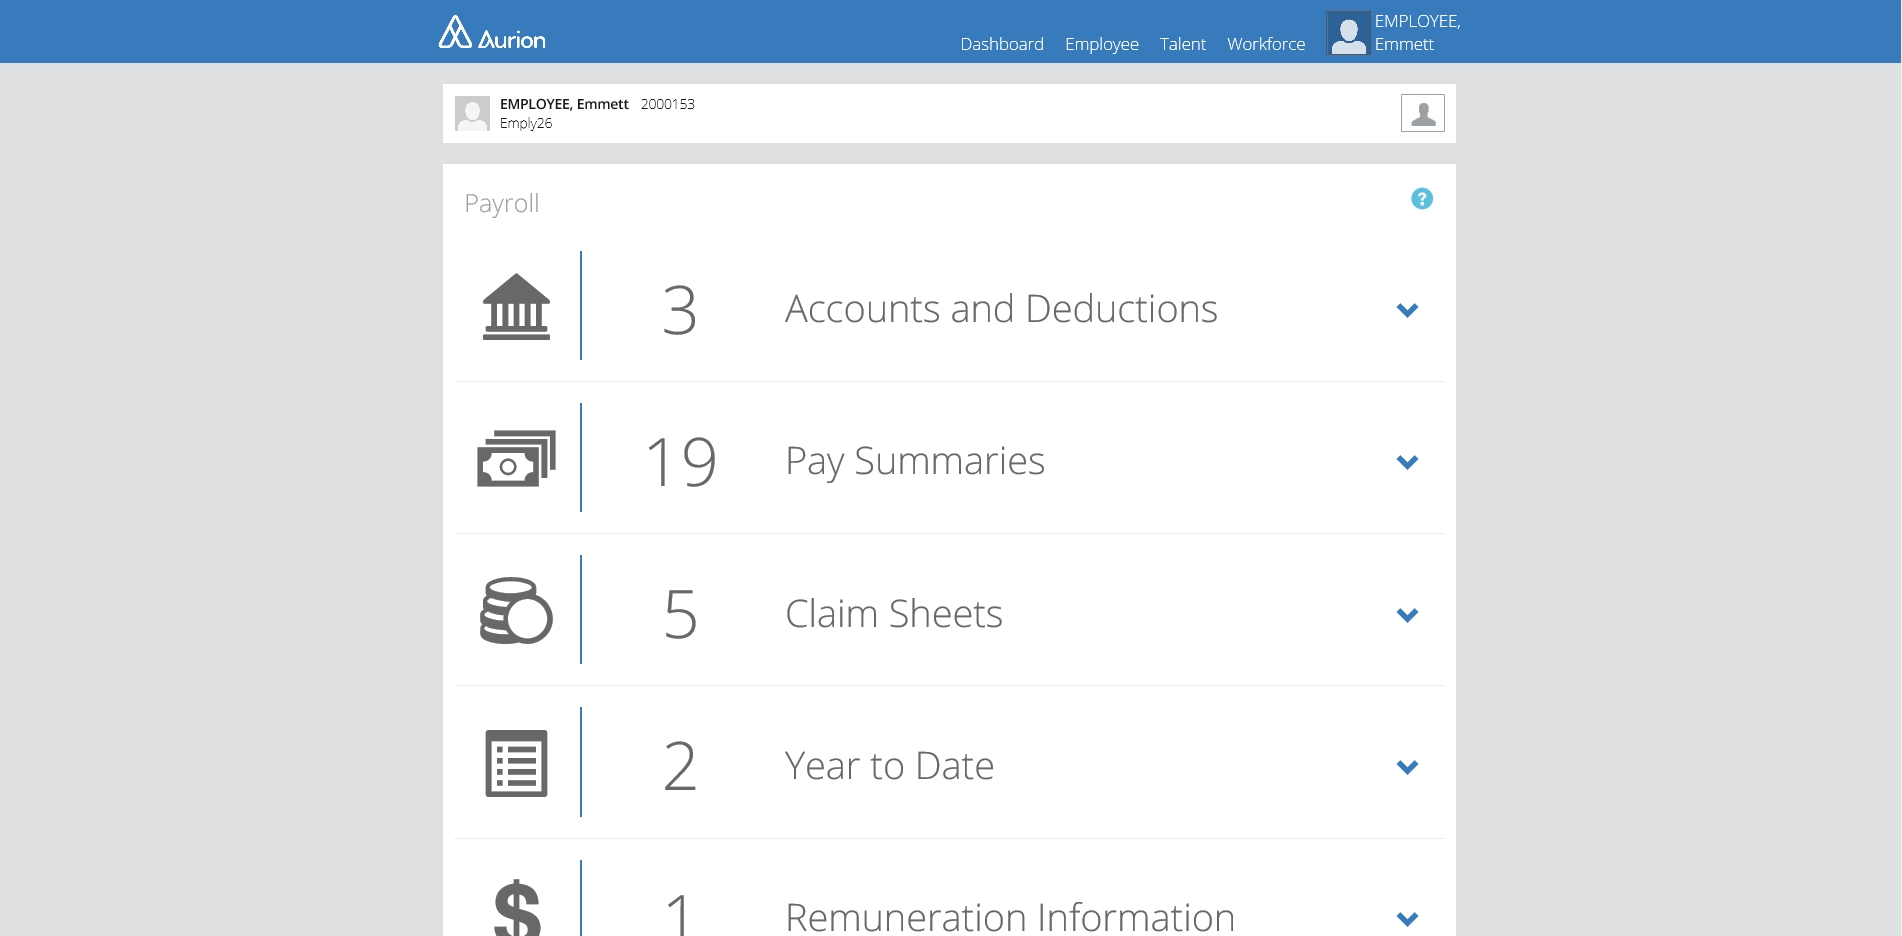 Aurion
Dashboard Employee Talent Workforce
EMPLOYEE,
Emmett
EMPLOYEE, Emmett 2000153
Emply26
Payroll
?
3 Accounts and Deductions
19 Pay Summaries
5 Claim Sheets
2 Year to Date
$ 1 Remuneration Information